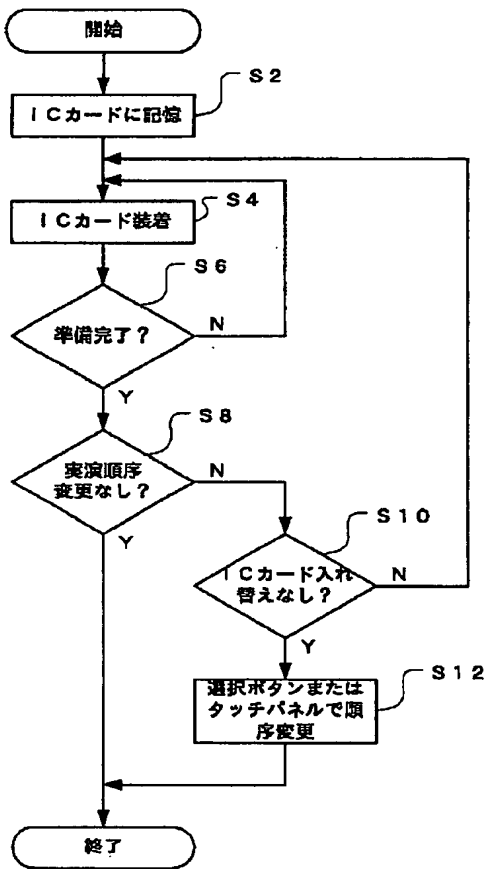 開始
S2
ICカードに記憶
S4
ICカード装着
S6
準備完了?
N
Y
S8
実演順序
変更なし?
N
Y
S10
ICカード入れ
替えなし?
N
Y
S12
選択ボタンまたは
タッチパネルで順
序変更
終了